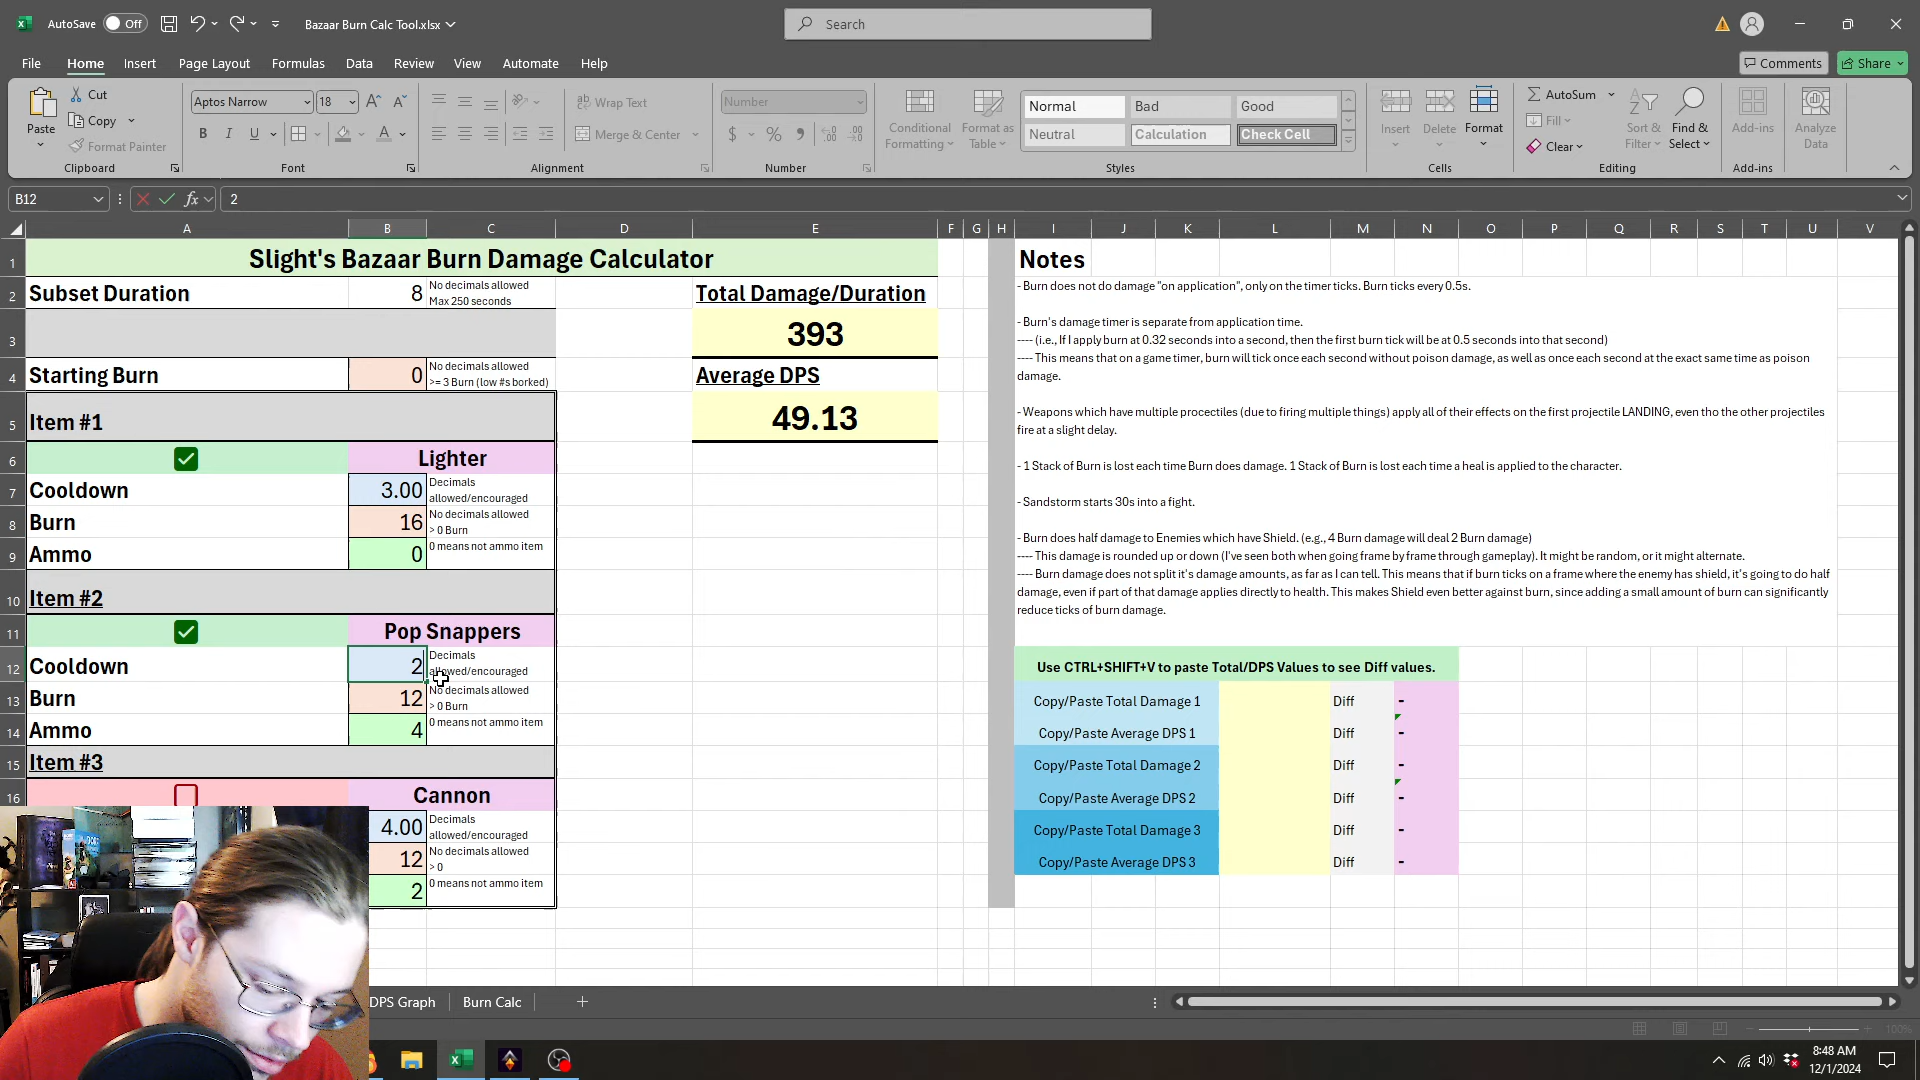 AutoSave Off Bazaar Burn Calc Tool.xlsx Search
File Home Insert Page Layout Formulas Data Review View Automate Help Comments Share
Paste Cut Copy Format Painter Clipboard
Aptos Narrow 18 B I U A Font
Wrap Text Merge & Center Alignment
Number $ % Number
Conditional Formatting Format as Table
Normal Bad Good
Neutral Calculation Check Cell
Styles
Insert Delete Format Cells
AutoSum Fill Clear Sort & Filter Find & Select Editing
Add-ins Add-ins
Analyze Data
B12 fx 2
A B C D E F G H I J K L M N O P Q R S T U V
1 Slight's Bazaar Burn Damage Calculator Notes
2 Subset Duration 8 No decimals allowed
Max 250 seconds
Total Damage/Duration
3 393
4 Starting Burn 0 No decimals allowed
>= 3 Burn (low #s borked)
Average DPS
5 Item #1 49.13
6 Lighter
7 Cooldown 3.00 Decimals
allowed/encouraged
8 Burn 16 No decimals allowed
> 0 Burn
9 Ammo 0 0 means not ammo item
10 Item #2
11 Pop Snappers
12 Cooldown 2 Decimals
allowed/encouraged
13 Burn 12 No decimals allowed
> 0 Burn
14 Ammo 4 0 means not ammo item
15 Item #3
16 Cannon
4.00 Decimals
allowed/encouraged
12 No decimals allowed
> 0
2 0 means not ammo item
- Burn does not do damage "on application", only on the timer ticks. Burn ticks every 0.5s.
- Burn's damage timer is separate from application time.
---- (i.e., If I apply burn at 0.32 seconds into a second, then the first burn tick will be at 0.5 seconds into that second)
---- This means that on a game timer, burn will tick once each second without poison damage, as well as once each second at the exact same time as poison
damage.
- Weapons which have multiple procectiles (due to firing multiple things) apply all of their effects on the first projectile LANDING, even tho the other projectiles
fire at a slight delay.
- 1 Stack of Burn is lost each time Burn does damage. 1 Stack of Burn is lost each time a heal is applied to the character.
- Sandstorm starts 30s into a fight.
- Burn does half damage to Enemies which have Shield. (e.g., 4 Burn damage will deal 2 Burn damage)
---- This damage is rounded up or down (I've seen both when going frame by frame through gameplay). It might be random, or it might alternate.
---- Burn damage does not split it's damage amounts, as far as I can tell. This means that if burn ticks on a frame where the enemy has shield, it's going to do half
damage, even if part of that damage applies directly to health. This makes Shield even better against burn, since adding a small amount of burn can significantly
reduce ticks of burn damage.
Use CTRL+SHIFT+V to paste Total/DPS Values to see Diff values.
Copy/Paste Total Damage 1 Diff -
Copy/Paste Average DPS 1 Diff -
Copy/Paste Total Damage 2 Diff -
Copy/Paste Average DPS 2 Diff -
Copy/Paste Total Damage 3 Diff -
Copy/Paste Average DPS 3 Diff -
DPS Graph Burn Calc
100%
8:48 AM
12/1/2024